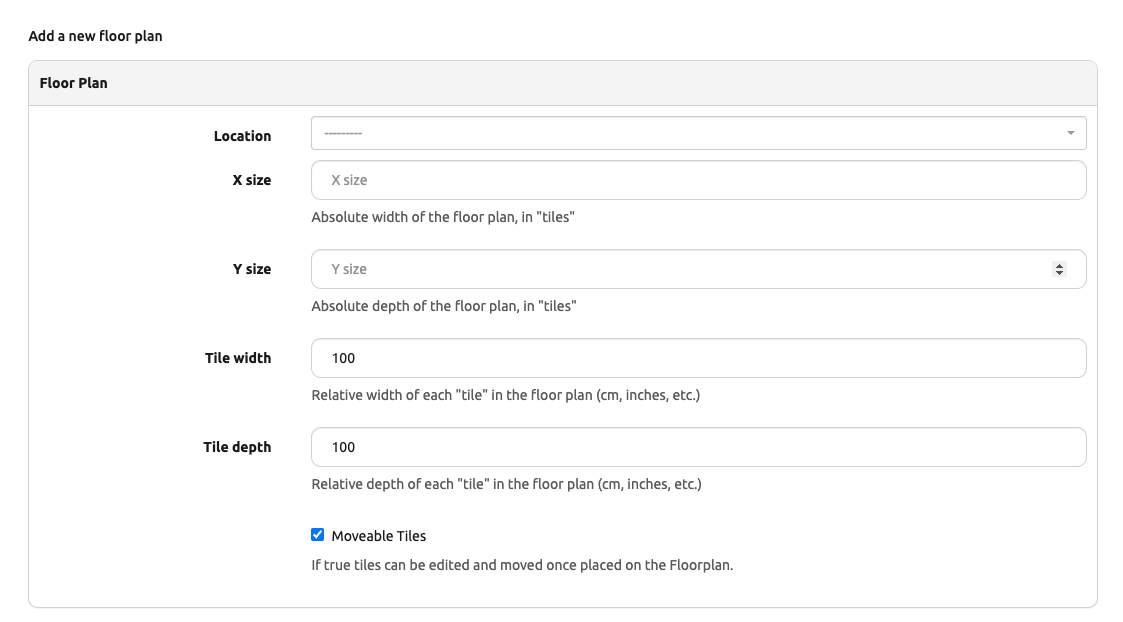 Add a new floor plan
Floor Plan
Location
---------
X size
X size
Absolute width of the floor plan, in "tiles"
Y size
Y size
Absolute depth of the floor plan, in "tiles"
Tile width
100
Relative width of each "tile" in the floor plan (cm, inches, etc.)
Tile depth
100
Relative depth of each "tile" in the floor plan (cm, inches, etc.)
Moveable Tiles
If true tiles can be edited and moved once placed on the Floorplan.